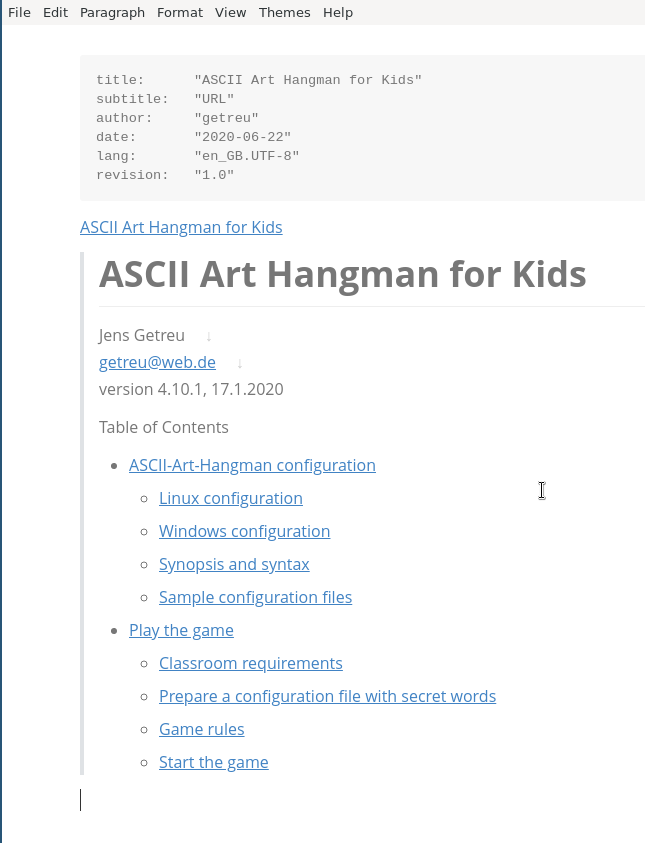 File Edit Paragraph Format View Themes Help
title: "ASCII Art Hangman for Kids"
subtitle: "URL"
author: "getreu"
date: "2020-06-22"
lang: "en_GB.UTF-8"
revision: "1.0"
ASCII Art Hangman for Kids
ASCII Art Hangman for Kids
Jens Getreu ↓
getreu@web.de ↓
version 4.10.1, 17.1.2020
Table of Contents
ASCII-Art-Hangman configuration
Linux configuration
Windows configuration
Synopsis and syntax
Sample configuration files
Play the game
Classroom requirements
Prepare a configuration file with secret words
Game rules
Start the game